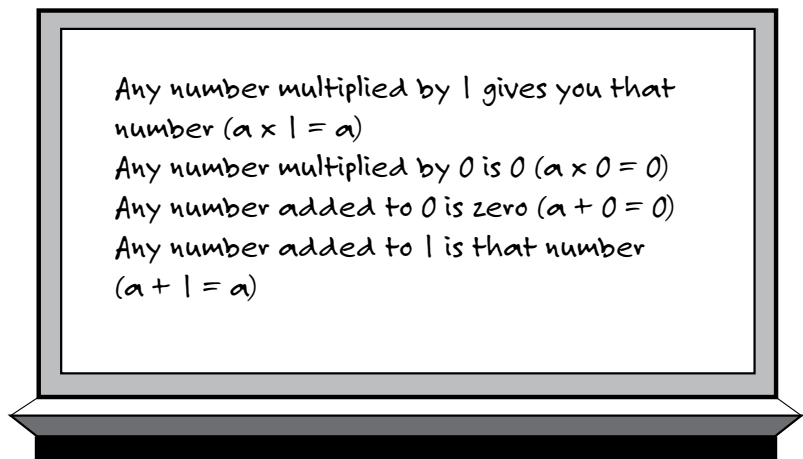 Any number multiplied by 1 gives you that
number (a x 1 = a)
Any number multiplied by 0 is 0 (a x 0 = 0)
Any number added to 0 is zero (a + 0 = 0)
Any number added to 1 is that number
(a + 1 = a)